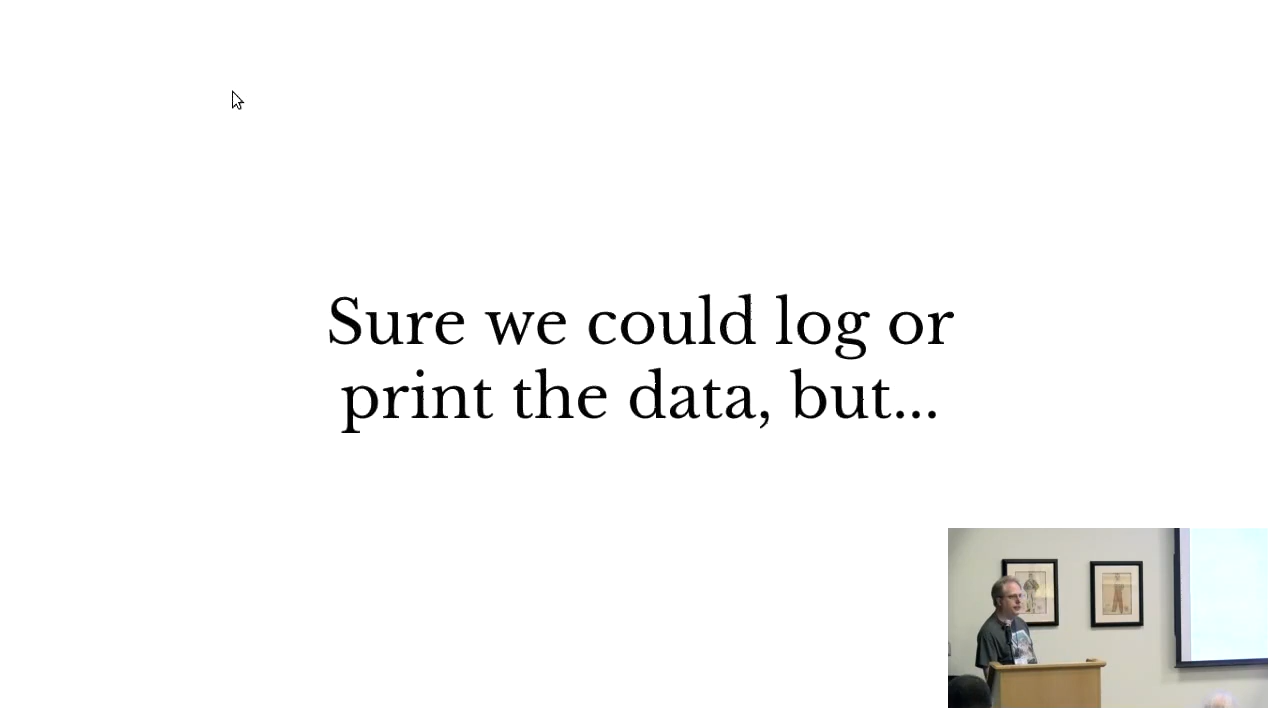 Sure we could log or
print the data, but...